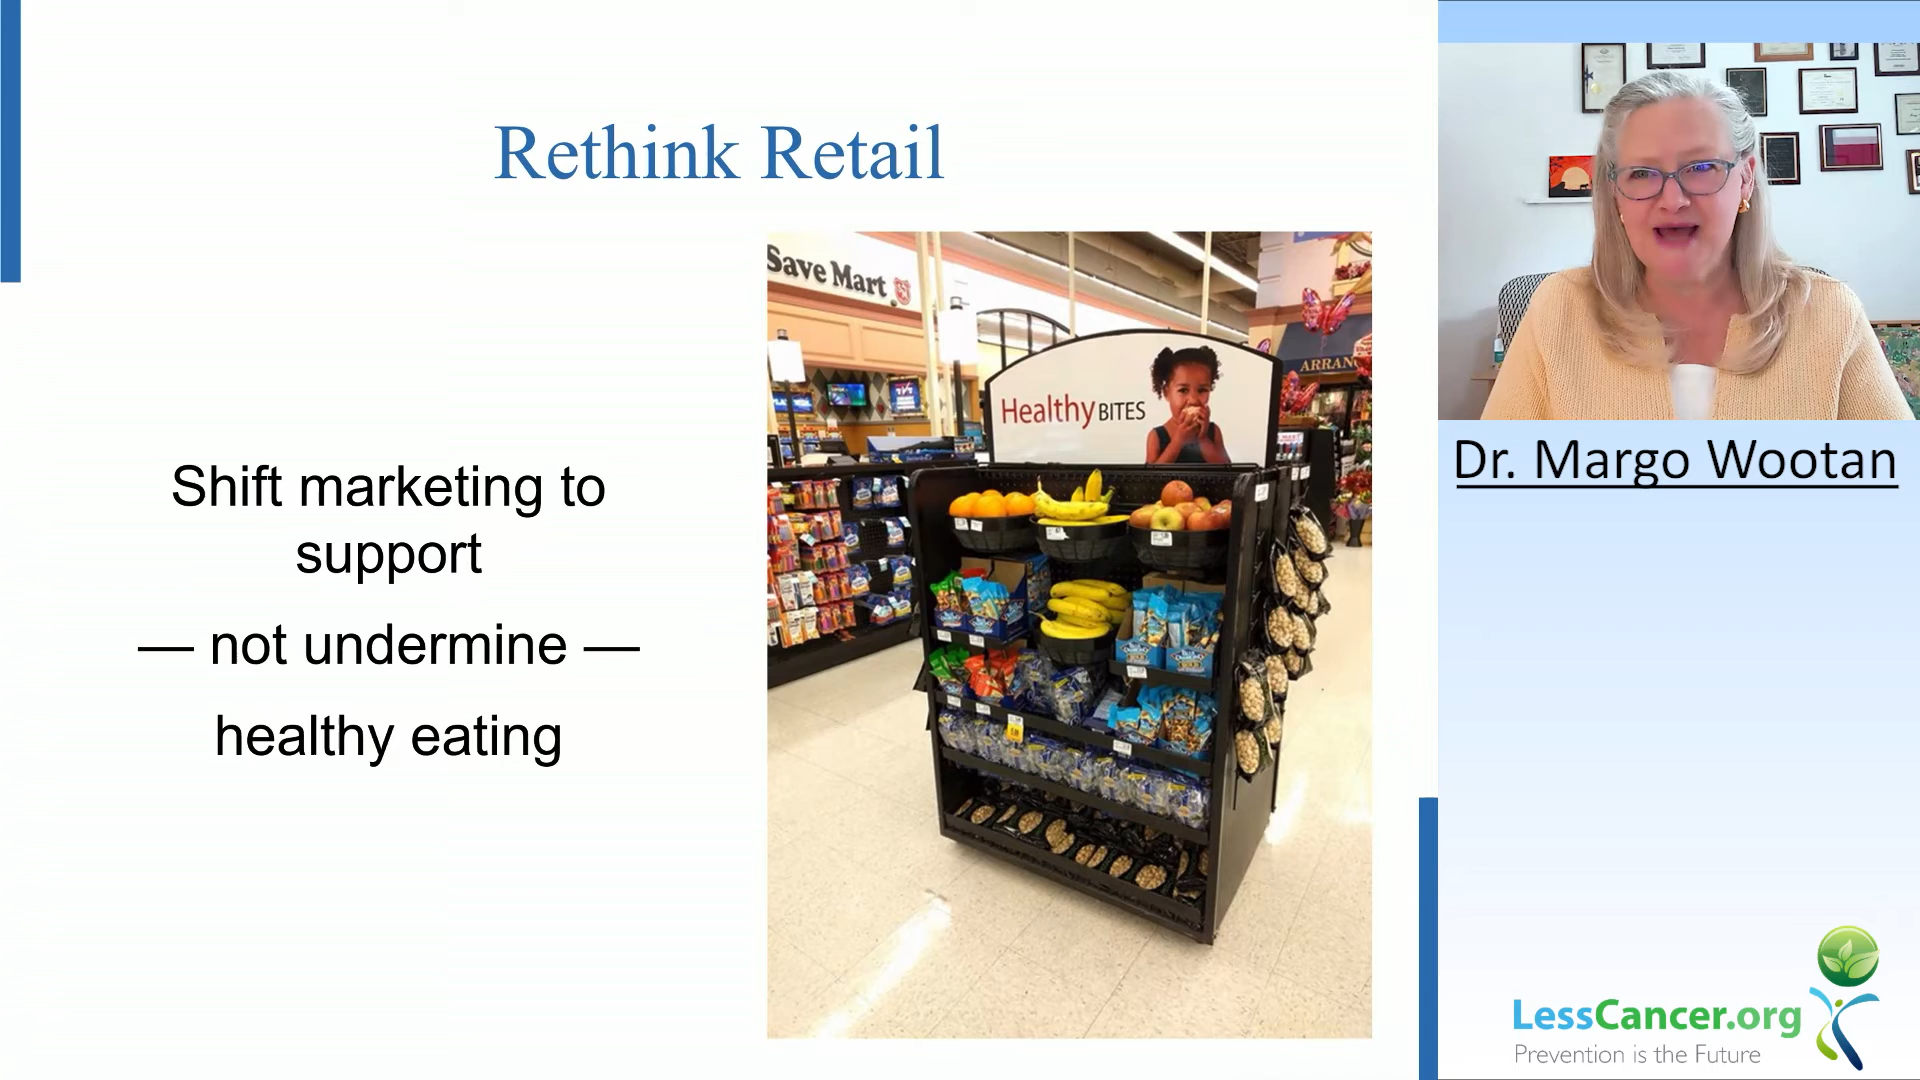 Rethink Retail
Shift marketing to
support
— not undermine —
healthy eating
Save Mart
Healthy BITES
ARRAN
Dr. Margo Wootan
LessCancer.org
Prevention is the Future